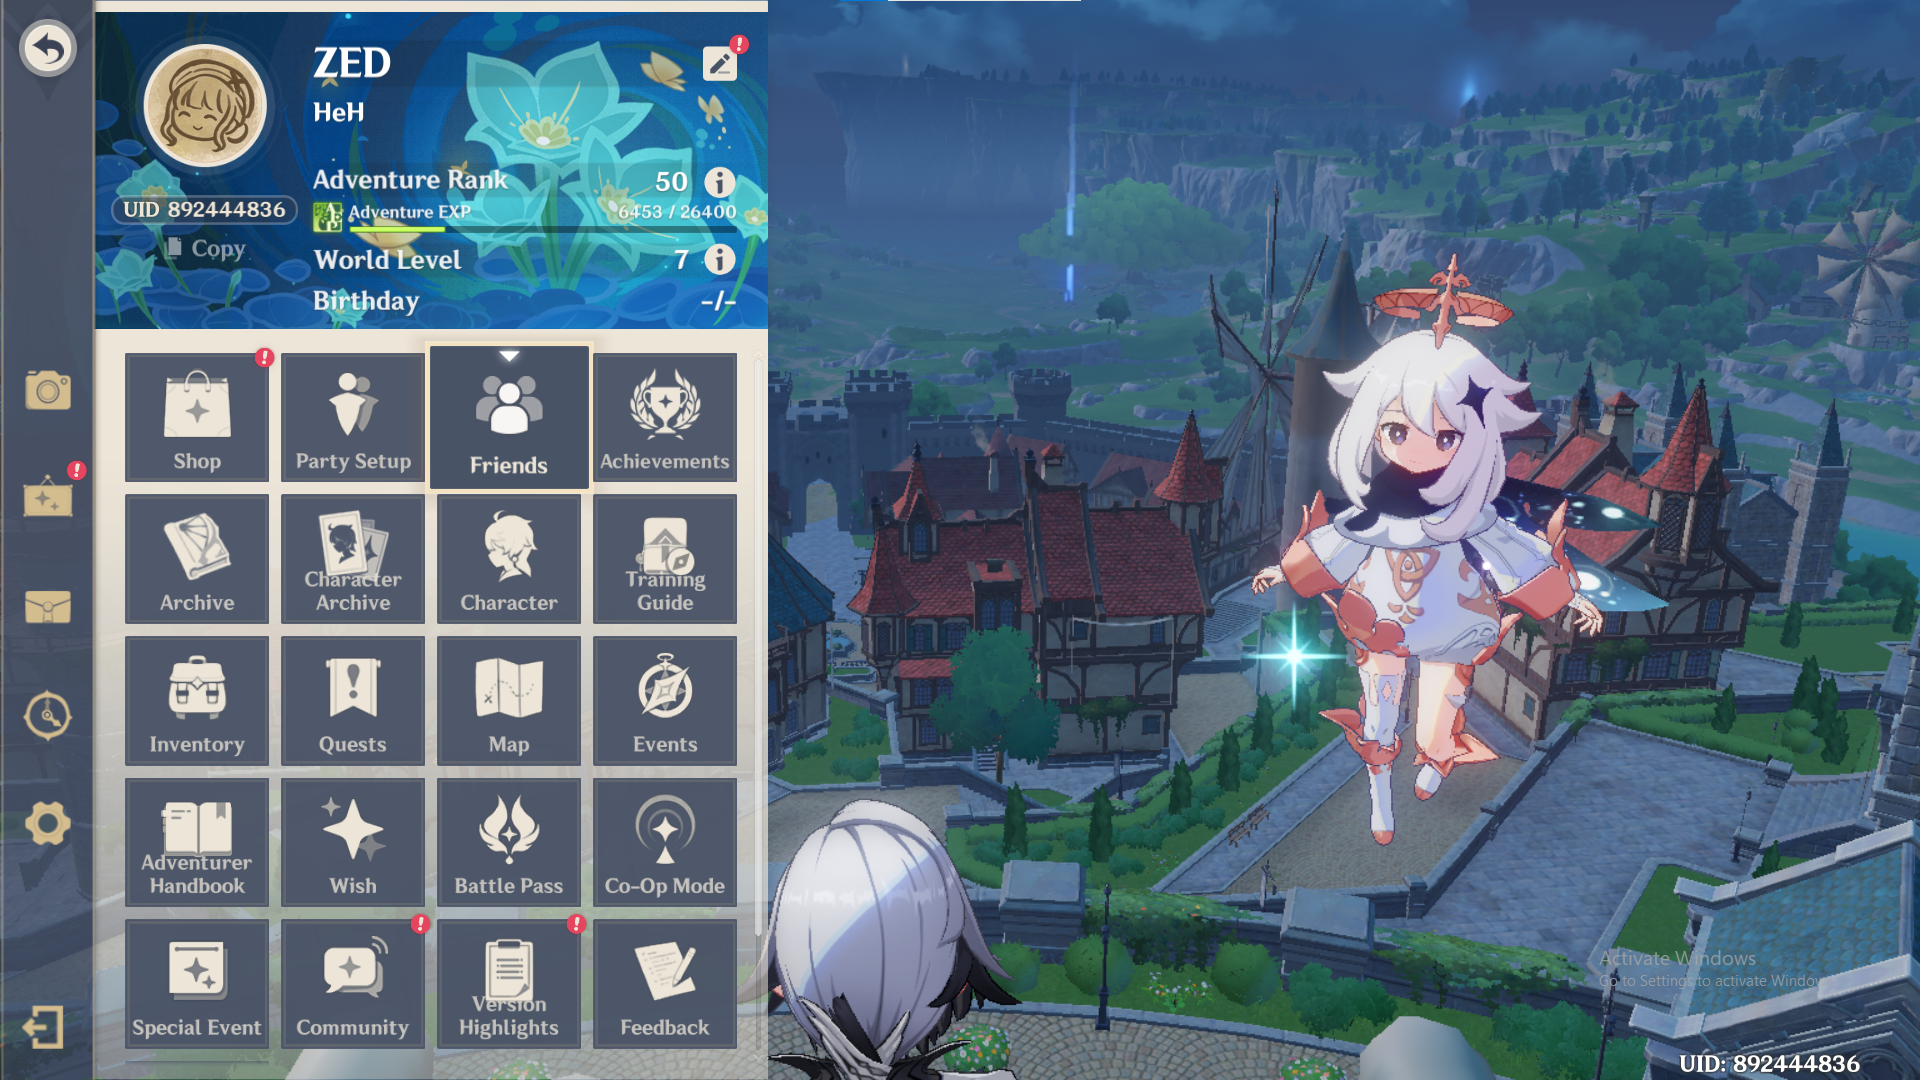 ZED
HeH
Adventure Rank 50
Adventure EXP 6453 / 26400
World Level 7
Birthday -/-
UID 892444836
Copy
Shop
Party Setup
Friends
Achievements
Archive
Character
Archive
Character
Training
Guide
Inventory
Quests
Map
Events
Adventurer
Handbook
Wish
Battle Pass
Co-Op Mode
Special Event
Community
Version
Highlights
Feedback
Activate Windows
Go to Settings to activate Windows
UID: 892444836